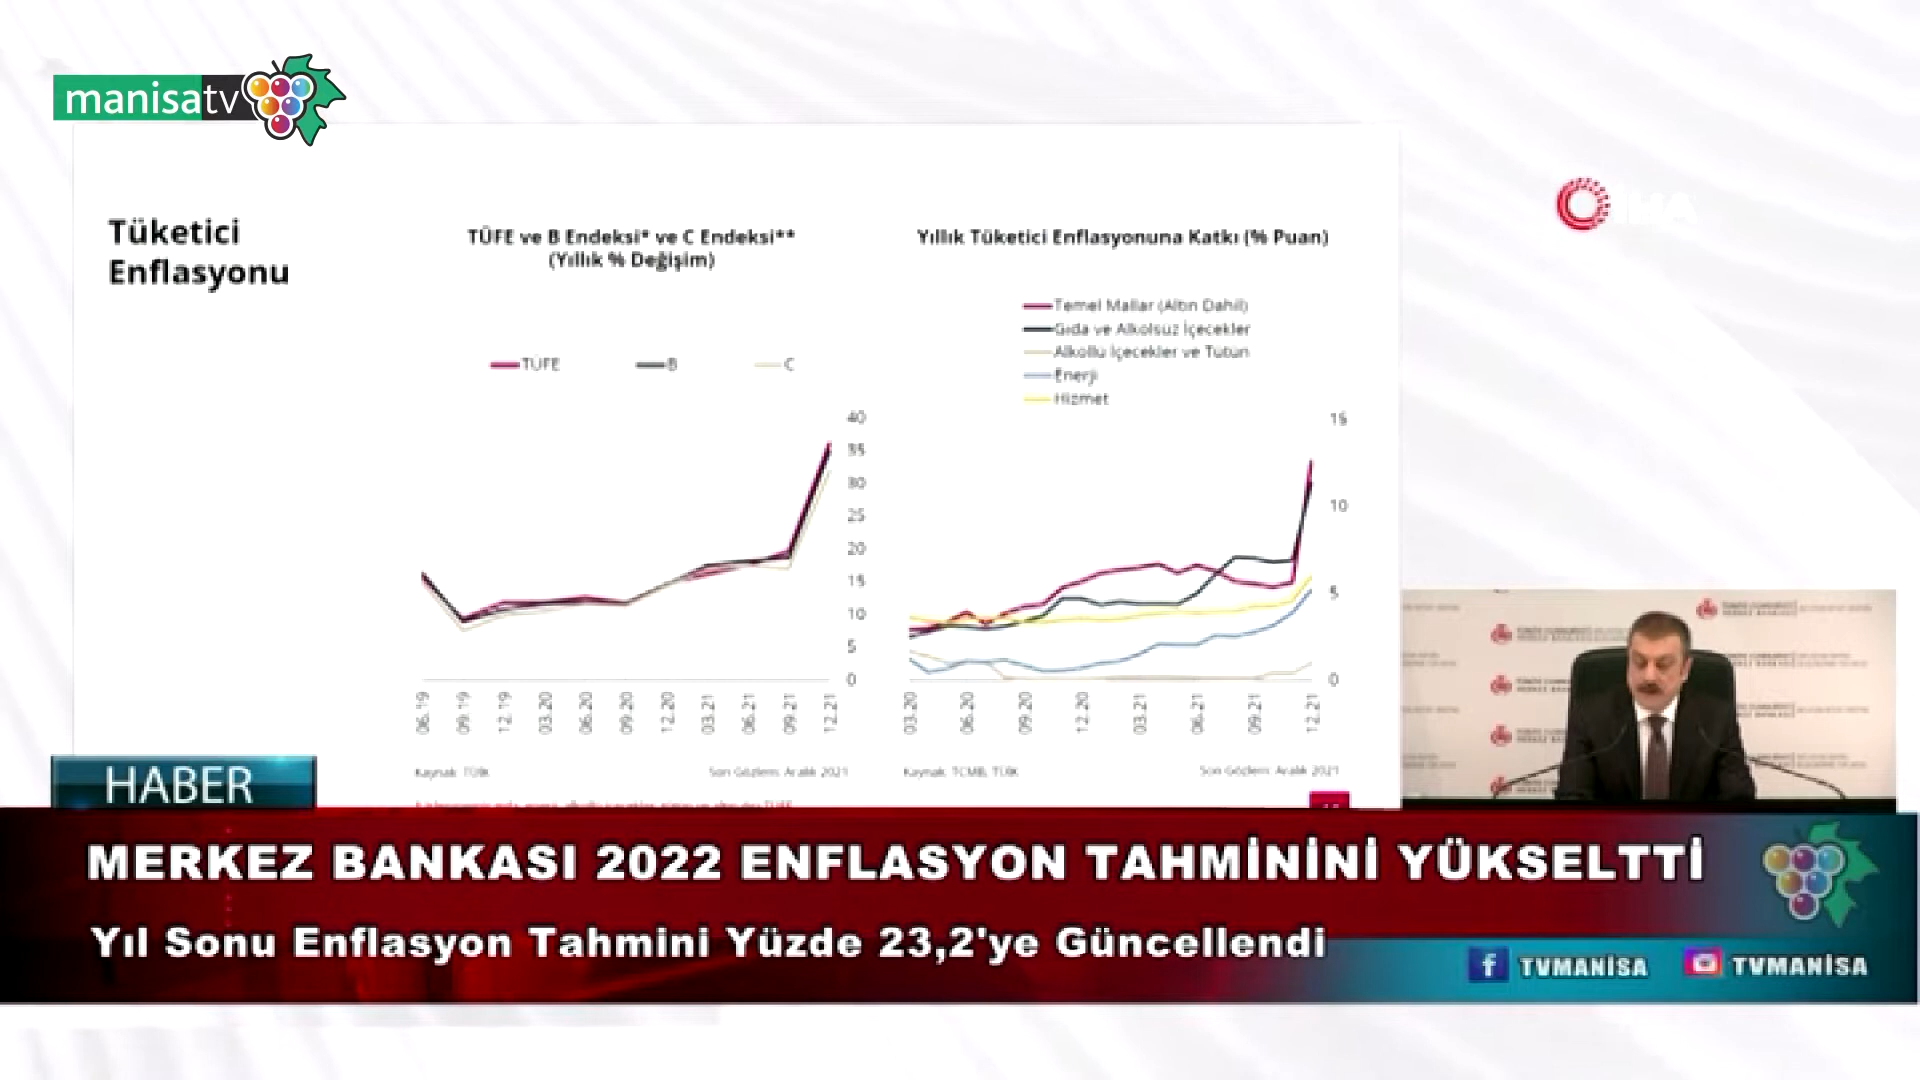 manisatv
Tüketici
Enflasyonu
TÜFE ve B Endeksi* ve C Endeksi**
(Yıllık % Değişim)
TÜFE B C
40
35
30
25
20
15
10
5
0
06.19 09.19 12.19 03.20 06.20 09.20 12.20 03.21 06.21 09.21 12.21
Kaynak: TÜİK Son Gözlem: Aralık 2021
Yıllık Tüketici Enflasyonuna Katkı (% Puan)
Temel Mallar (Altın Dahil)
Gıda ve Alkolsüz İçecekler
Alkollü İçecekler ve Tütün
Enerji
Hizmet
15
10
5
0
03.20 06.20 09.20 12.20 03.21 06.21 09.21 12.21
Kaynak: TCMB, TÜİK Son Gözlem: Aralık 2021
İHA
HABER
MERKEZ BANKASI 2022 ENFLASYON TAHMİNİNİ YÜKSELTTİ
Yıl Sonu Enflasyon Tahmini Yüzde 23,2'ye Güncellendi
TVMANİSA TVMANİSA